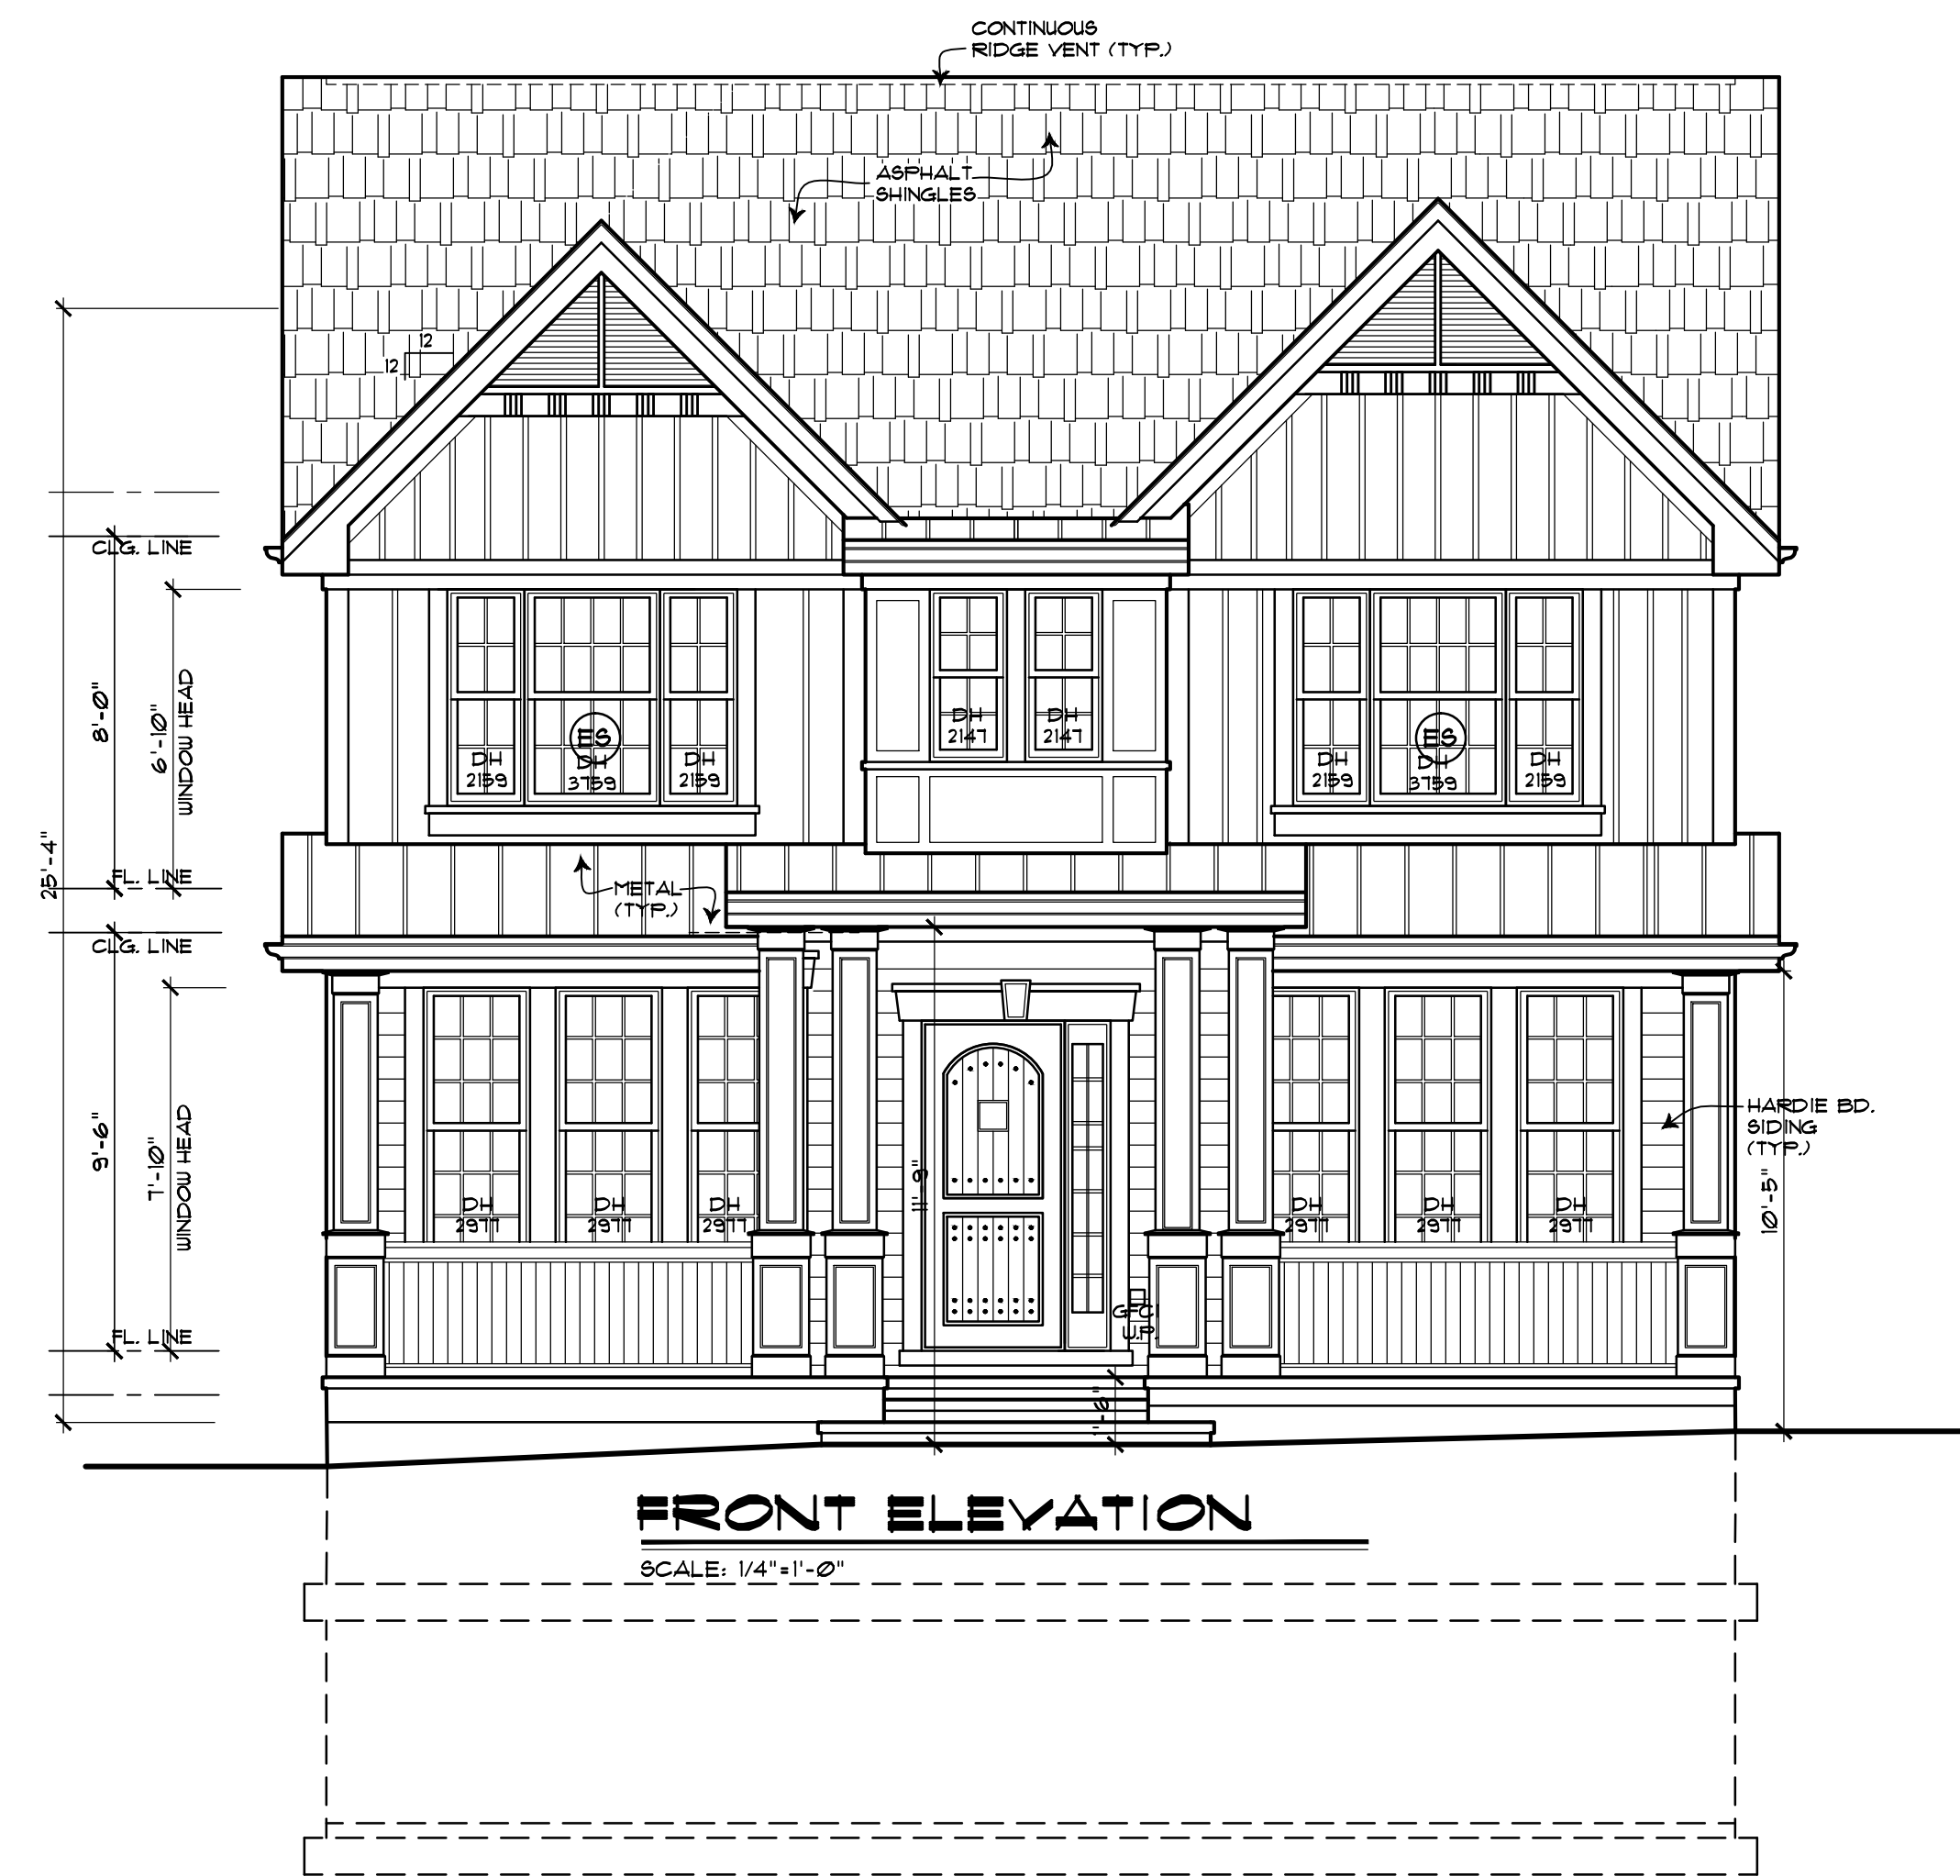 CONTINUOUS
RIDGE VENT (TYP.)
ASPHALT
SHINGLES
12
12
CLG. LINE
8'-0"
6'-10"
WINDOW HEAD
25'-4"
DH
2159
ES
DH
3759
DH
2159
DH
2147
DH
2147
DH
2159
ES
DH
3759
DH
2159
FL. LINE
METAL
(TYP.)
CLG. LINE
9'-6"
7'-10"
WINDOW HEAD
DH
2977
DH
2977
DH
2977
11'-9"
DH
2977
DH
2977
DH
2977
HARDIE BD.
SIDING
(TYP.)
10'-5"
GFCI
W.P.
FL. LINE
FRONT ELEVATION
SCALE: 1/4"=1'-0"